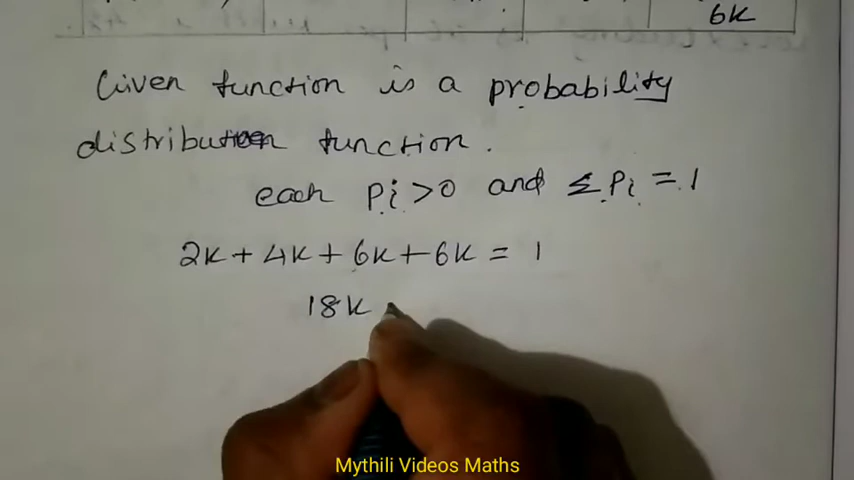 6k
Given function is a probability
distribution function.
each Pi > 0 and ΣPi = 1
2k + 4k + 6k + 6k = 1
18k
Mythili Videos Maths